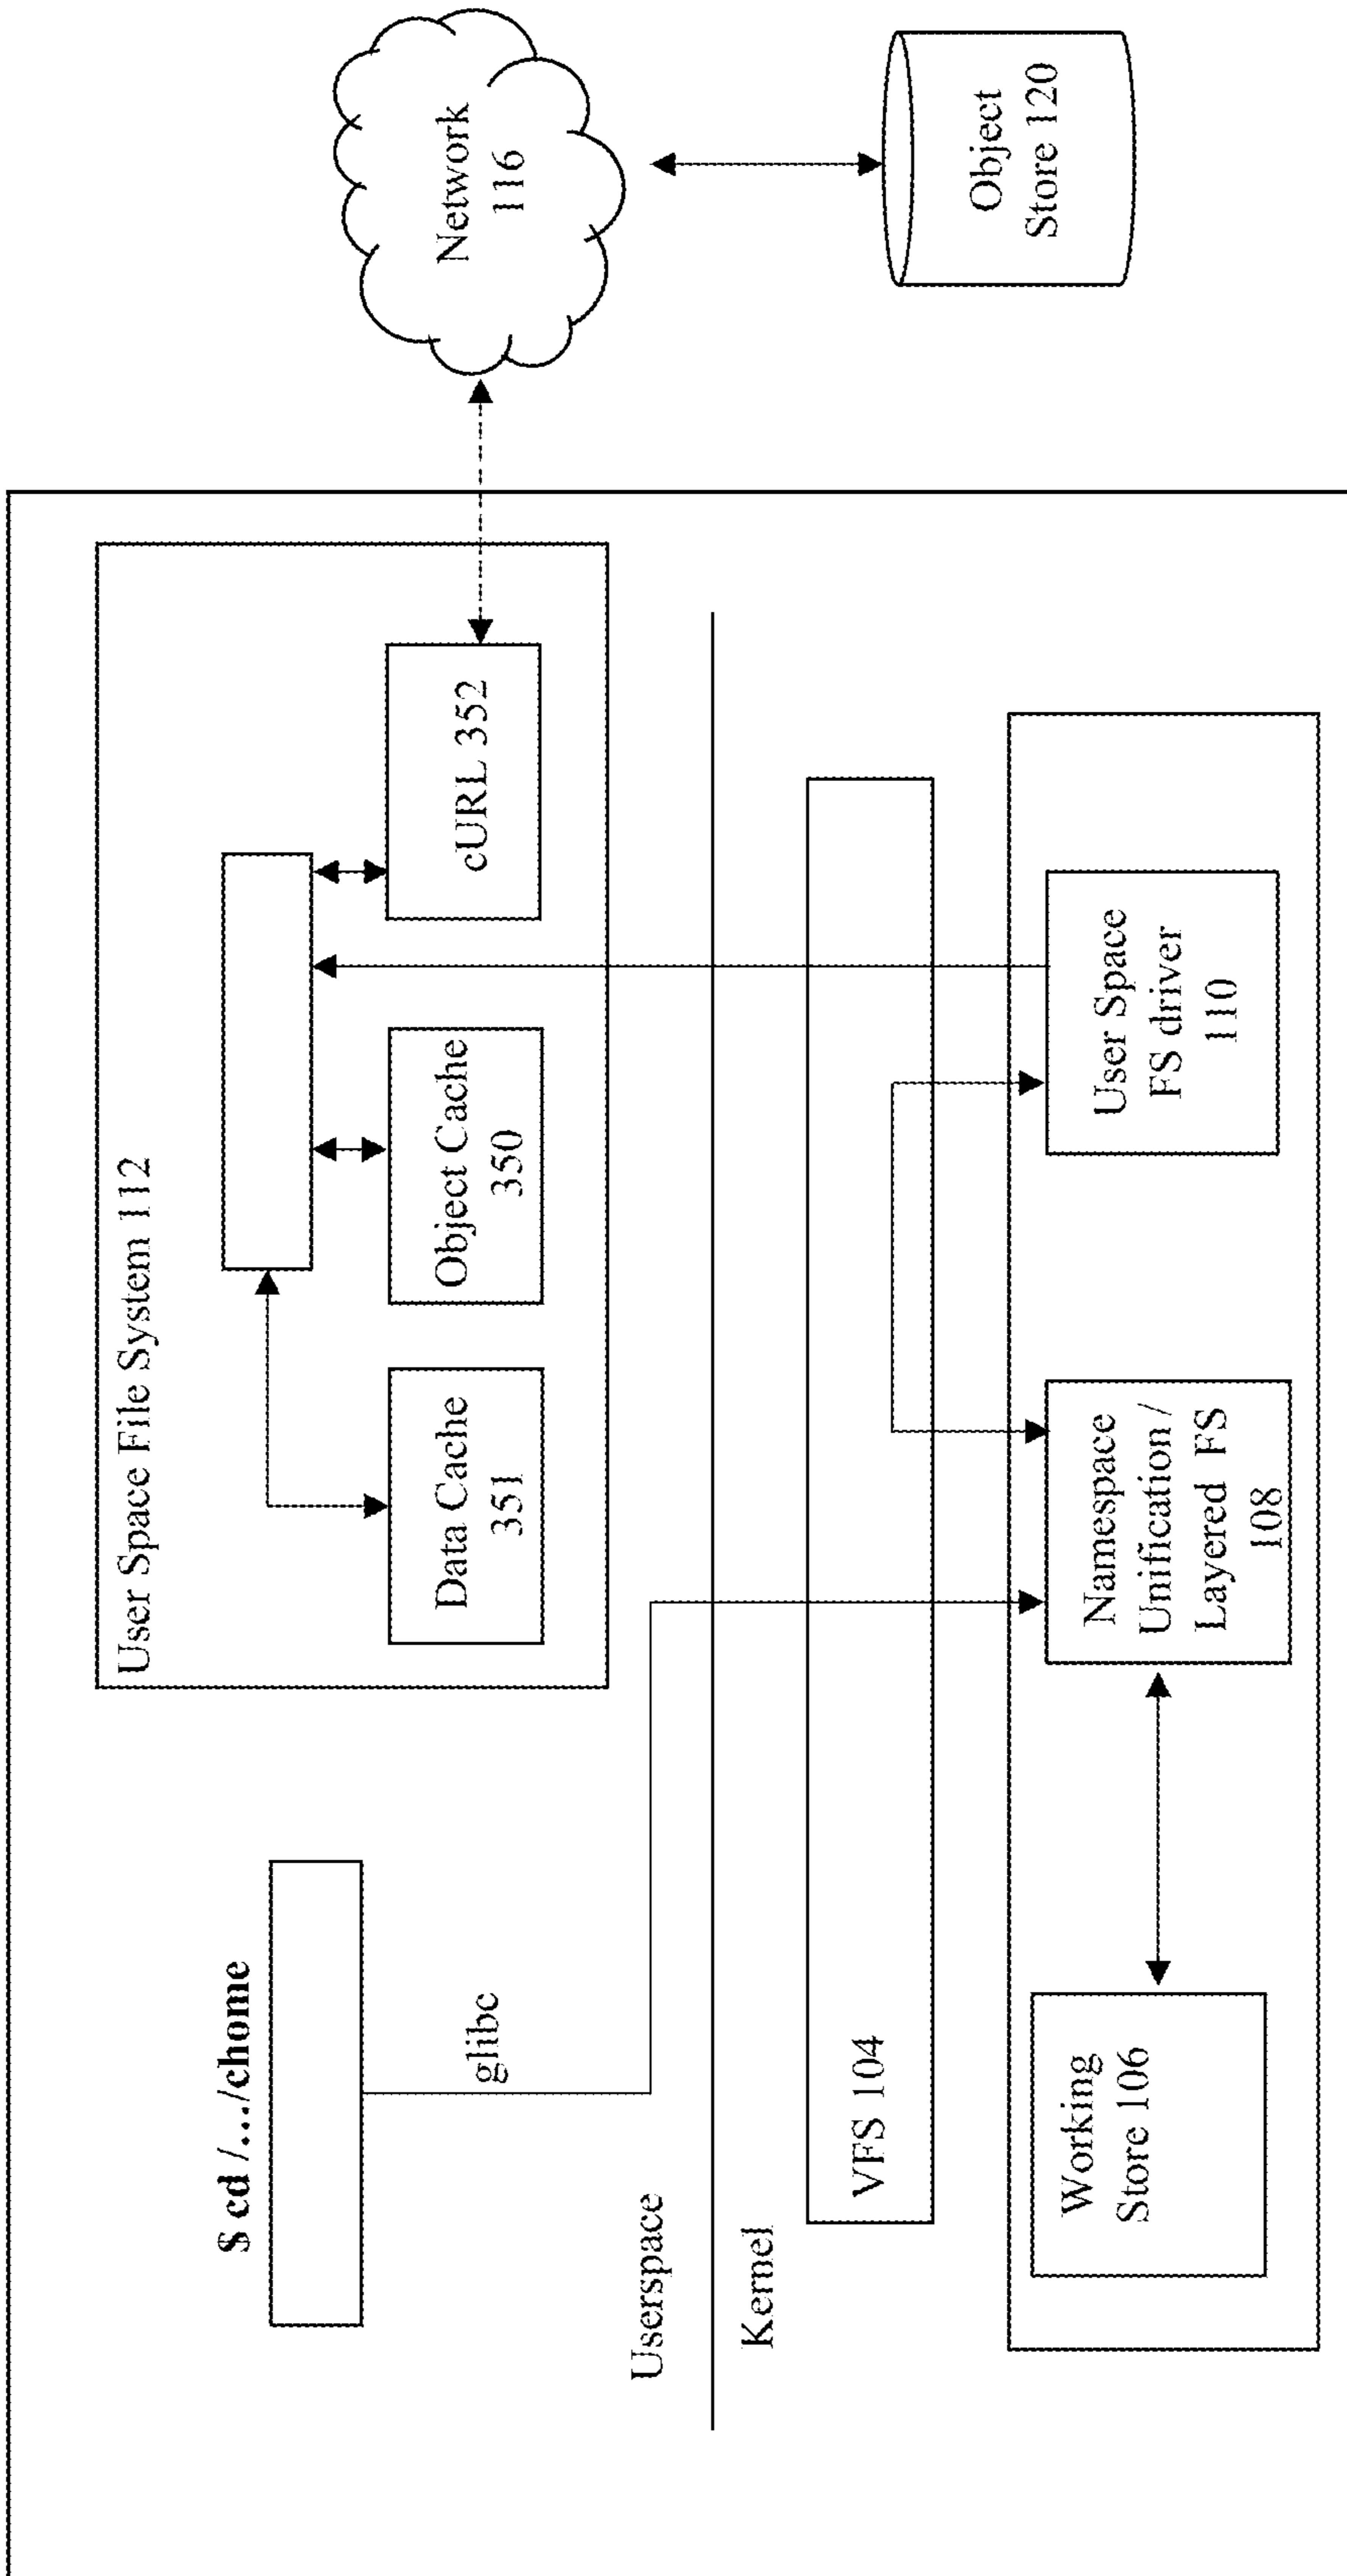 $ cd /.../chome
glibc
Userspace
Kernel
User Space File System 112
Data Cache
351
Object Cache
350
cURL 352
Network
116
Object
Store 120
VFS 104
Working
Store 106
Namespace
Unification /
Layered FS
108
User Space
FS driver
110